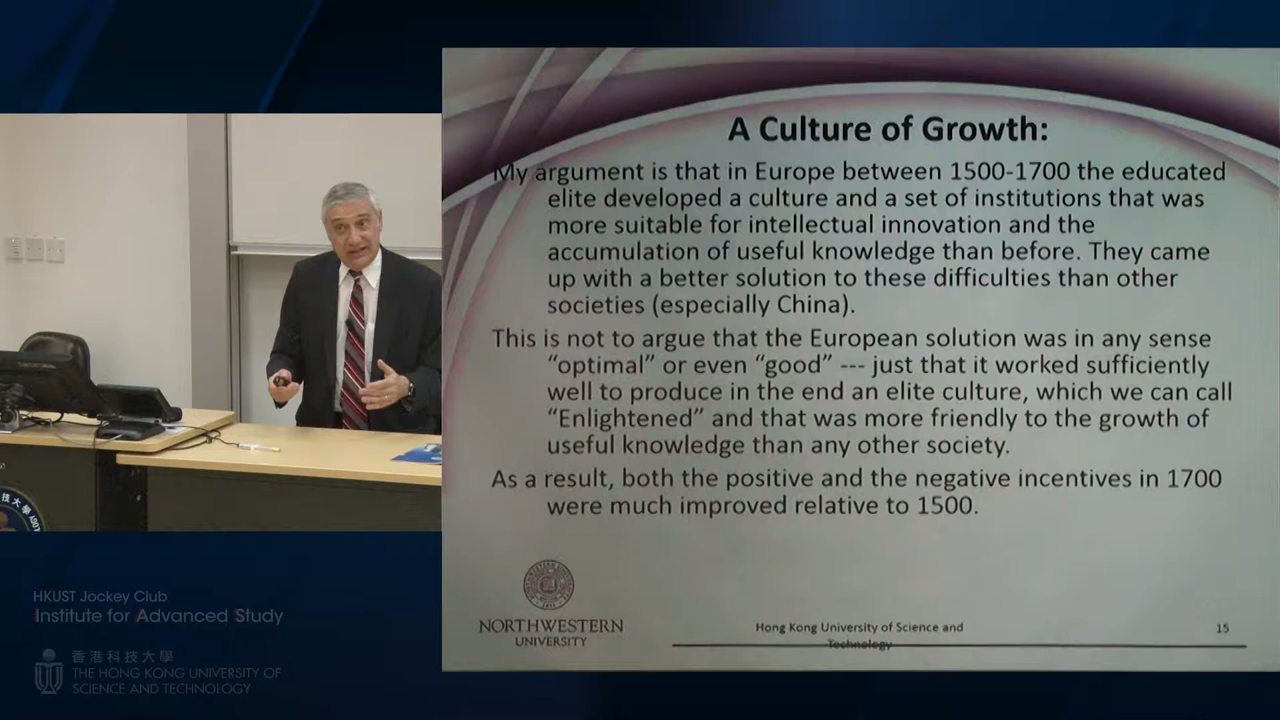 A Culture of Growth:
My argument is that in Europe between 1500-1700 the educated
elite developed a culture and a set of institutions that was
more suitable for intellectual innovation and the
accumulation of useful knowledge than before. They came
up with a better solution to these difficulties than other
societies (especially China).
This is not to argue that the European solution was in any sense
“optimal” or even “good” --- just that it worked sufficiently
well to produce in the end an elite culture, which we can call
“Enlightened” and that was more friendly to the growth of
useful knowledge than any other society.
As a result, both the positive and the negative incentives in 1700
were much improved relative to 1500.
NORTHWESTERN
UNIVERSITY
Hong Kong University of Science and
Technology
15
HKUST Jockey Club
Institute for Advanced Study
香港科技大學
THE HONG KONG UNIVERSITY OF
SCIENCE AND TECHNOLOGY